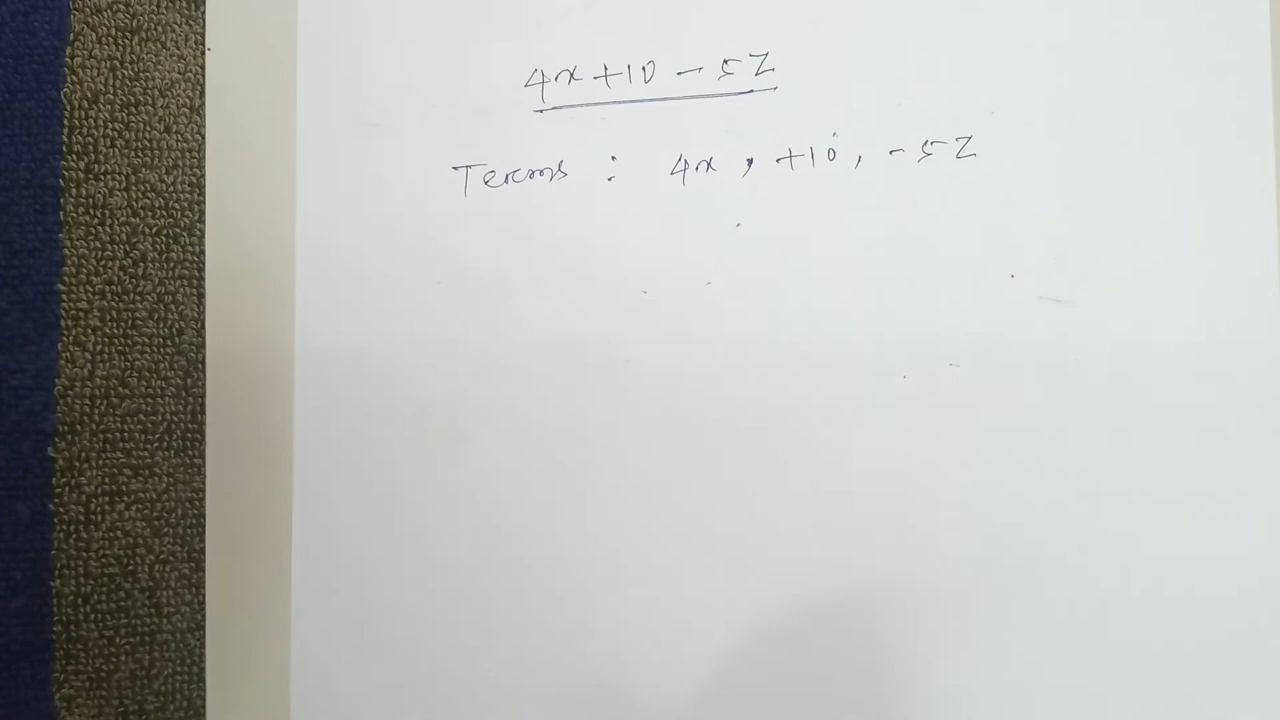 4x + 10 - 5Z
Terms : 4x , +10 , - 5Z